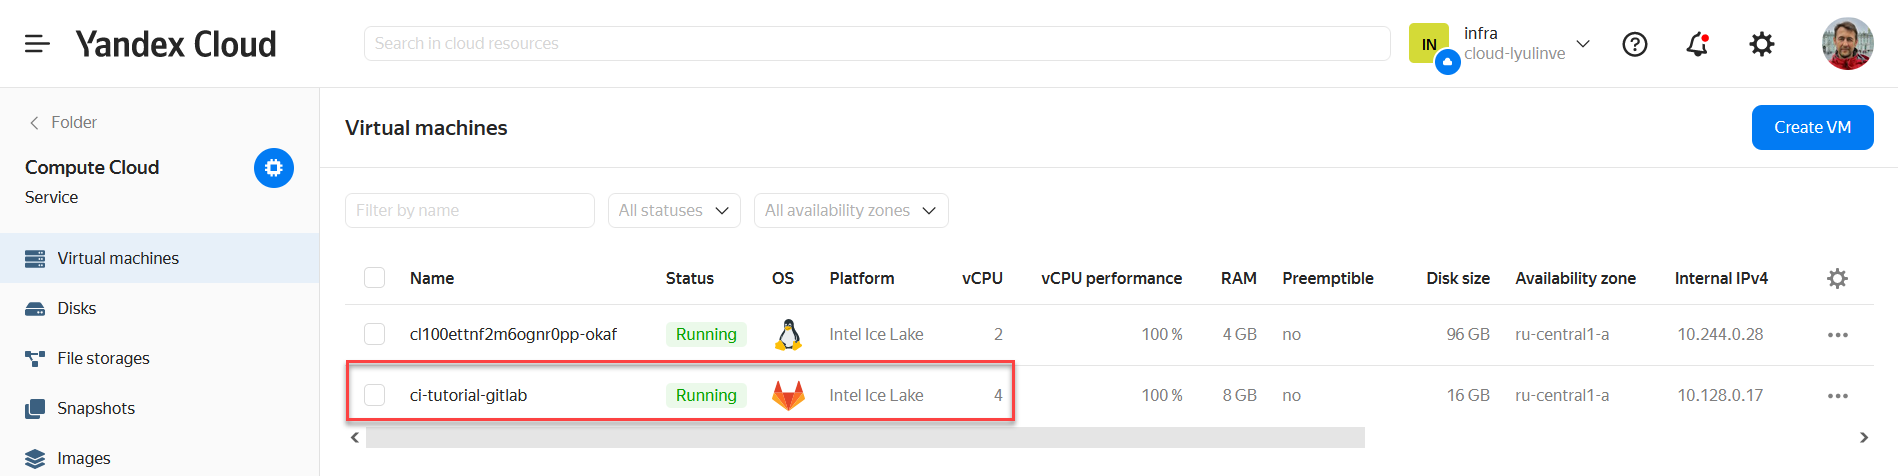 Yandex Cloud
Search in cloud resources
IN
infra
cloud-lyulinve
Folder
Compute Cloud
Service
Virtual machines
Disks
File storages
Snapshots
Images
Virtual machines
Create VM
Filter by name
All statuses
All availability zones
Name Status OS Platform vCPU vCPU performance RAM Preemptible Disk size Availability zone Internal IPv4
cl100ettnf2m6ognr0pp-okaf Running Intel Ice Lake 2 100 % 4 GB no 96 GB ru-central1-a 10.244.0.28
ci-tutorial-gitlab Running Intel Ice Lake 4 100 % 8 GB no 16 GB ru-central1-a 10.128.0.17